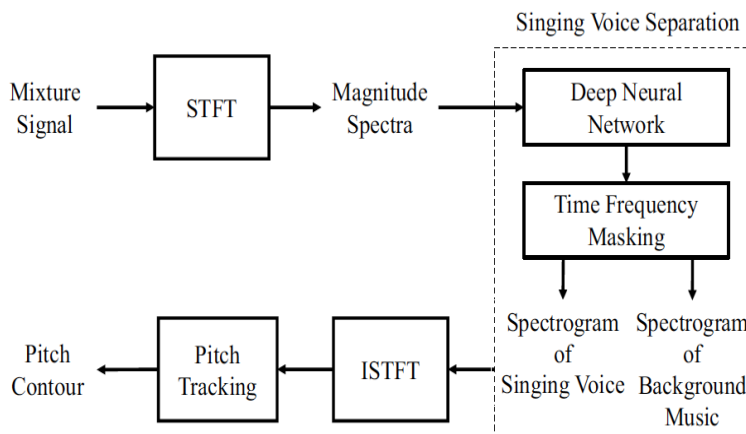 Singing Voice Separation
Mixture
Signal
STFT
Magnitude
Spectra
Deep Neural
Network
Time Frequency
Masking
Spectrogram
of
Singing Voice
Spectrogram
of
Background
Music
ISTFT
Pitch
Tracking
Pitch
Contour